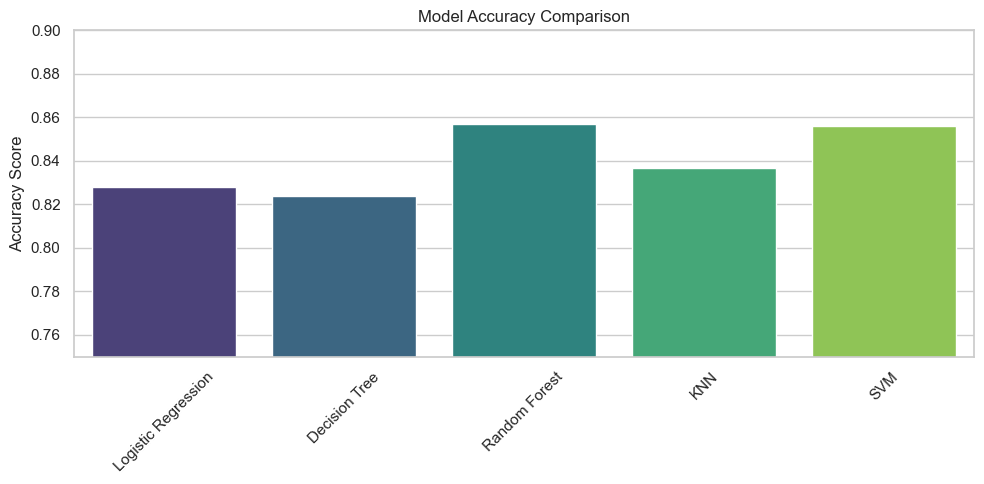 Model Accuracy Comparison
0.90
0.88
0.86
0.84
0.82
0.80
0.78
0.76
Accuracy Score
Logistic Regression
Decision Tree
Random Forest
KNN
SVM